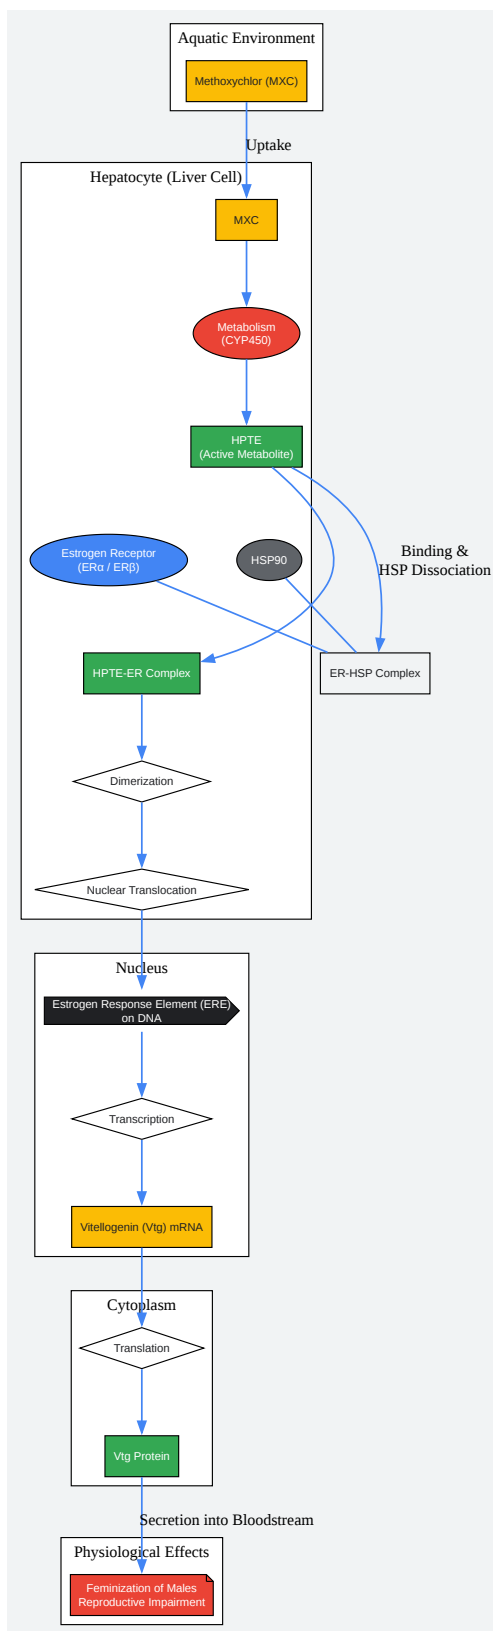 Aquatic Environment
Methoxychlor (MXC)
Uptake
Hepatocyte (Liver Cell)
MXC
Metabolism
(CYP450)
HPTE
(Active Metabolite)
Estrogen Receptor
(ERα / ERβ)
HSP90
Binding &
HSP Dissociation
HPTE-ER Complex
ER-HSP Complex
Dimerization
Nuclear Translocation
Nucleus
Estrogen Response Element (ERE)
on DNA
Transcription
Vitellogenin (Vtg) mRNA
Cytoplasm
Translation
Vtg Protein
Secretion into Bloodstream
Physiological Effects
Feminization of Males
Reproductive Impairment